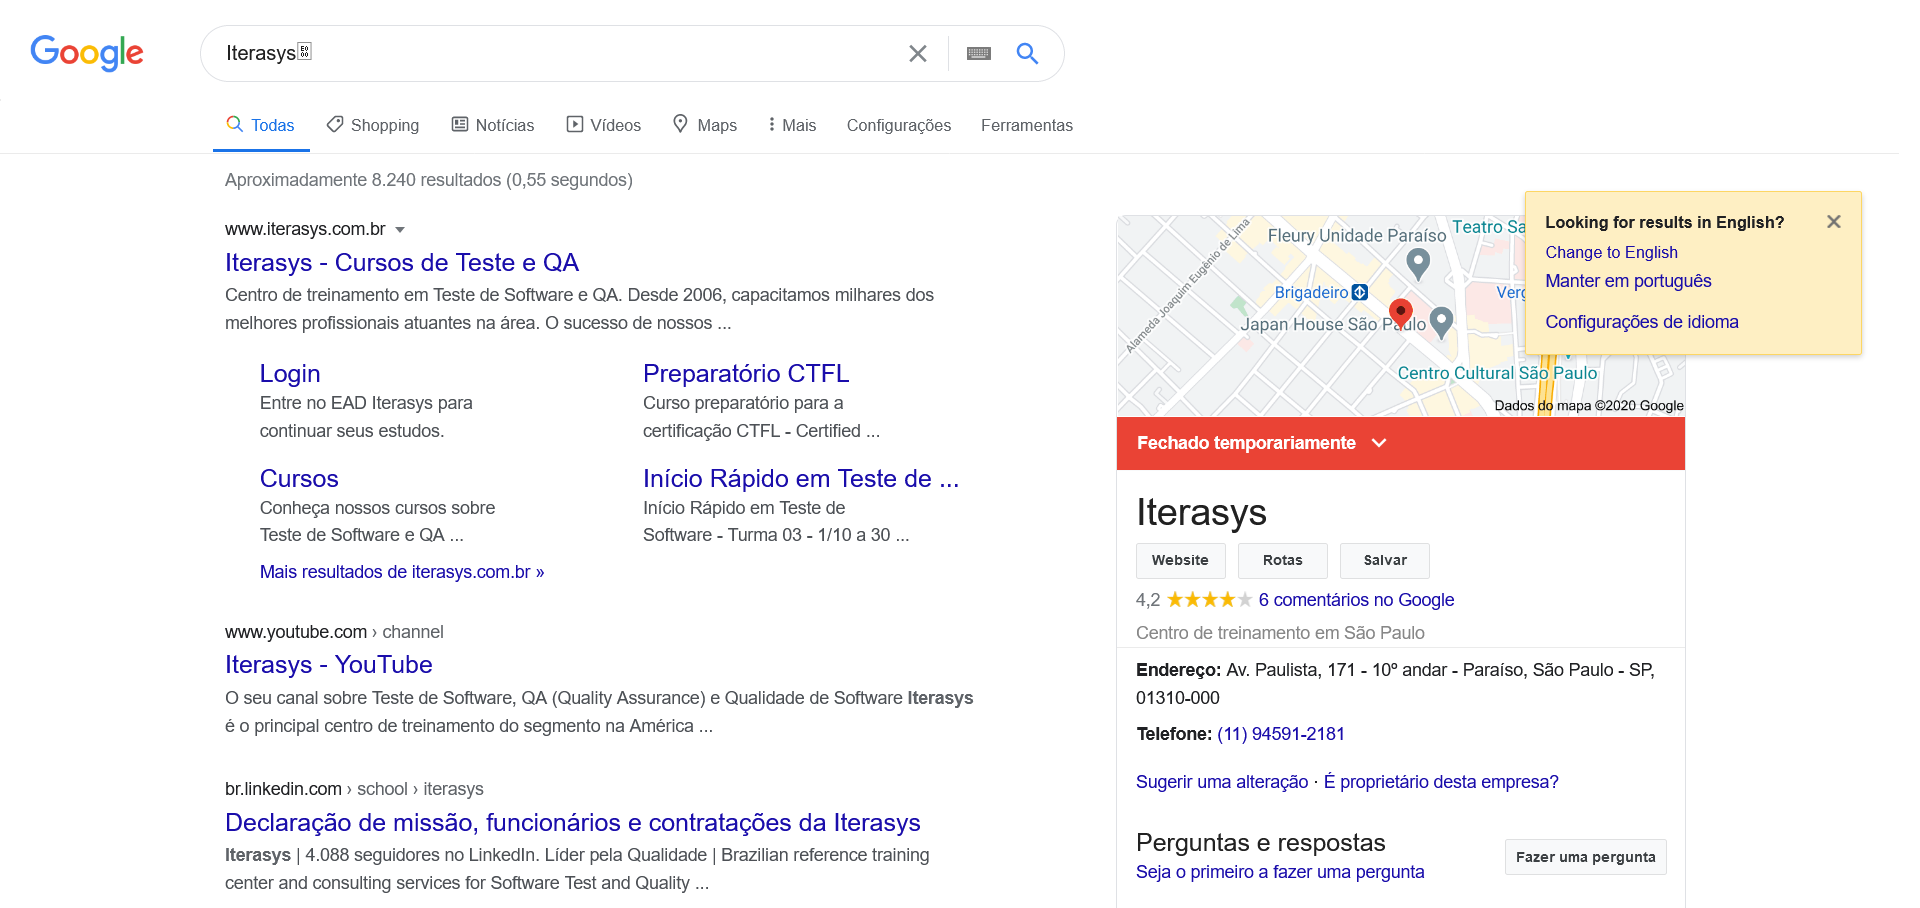 Google
Iterasys
Todas
Shopping
Notícias
Vídeos
Maps
Mais
Configurações
Ferramentas
Aproximadamente 8.240 resultados (0,55 segundos)
www.iterasys.com.br
Iterasys - Cursos de Teste e QA
Centro de treinamento em Teste de Software e QA. Desde 2006, capacitamos milhares dos
melhores profissionais atuantes na área. O sucesso de nossos ...
Login
Entre no EAD Iterasys para
continuar seus estudos.
Preparatório CTFL
Curso preparatório para a
certificação CTFL - Certified ...
Cursos
Conheça nossos cursos sobre
Teste de Software e QA ...
Início Rápido em Teste de ...
Início Rápido em Teste de
Software - Turma 03 - 1/10 a 30 ...
Mais resultados de iterasys.com.br »
www.youtube.com › channel
Iterasys - YouTube
O seu canal sobre Teste de Software, QA (Quality Assurance) e Qualidade de Software Iterasys
é o principal centro de treinamento do segmento na América ...
br.linkedin.com › school › iterasys
Declaração de missão, funcionários e contratações da Iterasys
Iterasys | 4.088 seguidores no LinkedIn. Líder pela Qualidade | Brazilian reference training
center and consulting services for Software Test and Quality ...
Looking for results in English?
Change to English
Manter em português
Configurações de idioma
Teatro Sa
Fleury Unidade Paraíso
Alameda Joaquim Eugênio de Lima
Brigadeiro
Verg
Japan House São Paulo
Centro Cultural São Paulo
Dados do mapa ©2020 Google
Fechado temporariamente
Iterasys
Website
Rotas
Salvar
4,2
6 comentários no Google
Centro de treinamento em São Paulo
Endereço: Av. Paulista, 171 - 10º andar - Paraíso, São Paulo - SP,
01310-000
Telefone: (11) 94591-2181
Sugerir uma alteração · É proprietário desta empresa?
Perguntas e respostas
Seja o primeiro a fazer uma pergunta
Fazer uma pergunta